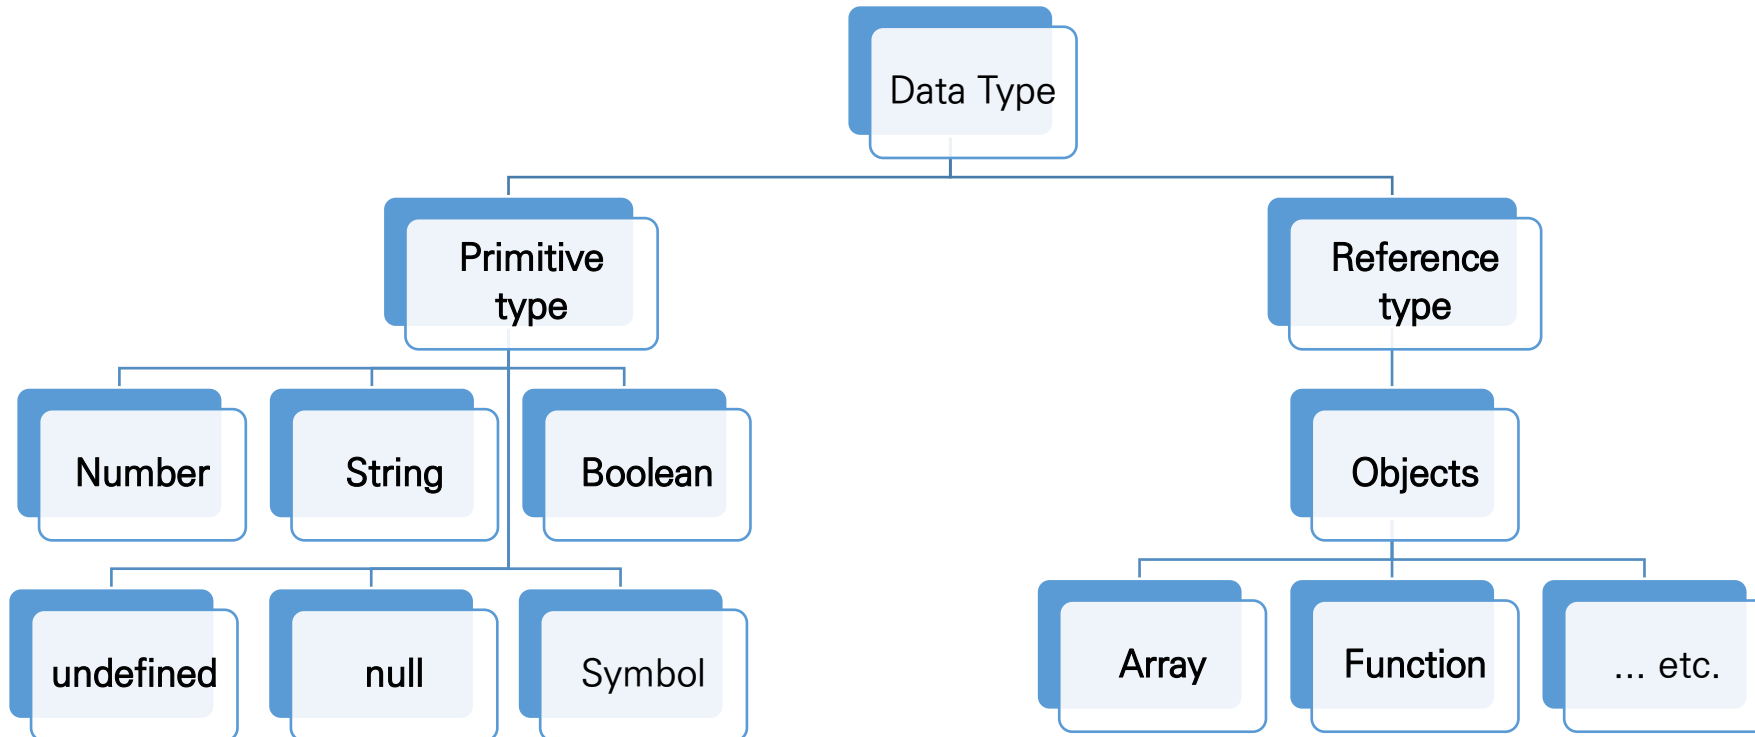 Data Type
Primitive
type
Reference
type
Number
String
Boolean
Objects
undefined
null
Symbol
Array
Function
... etc.